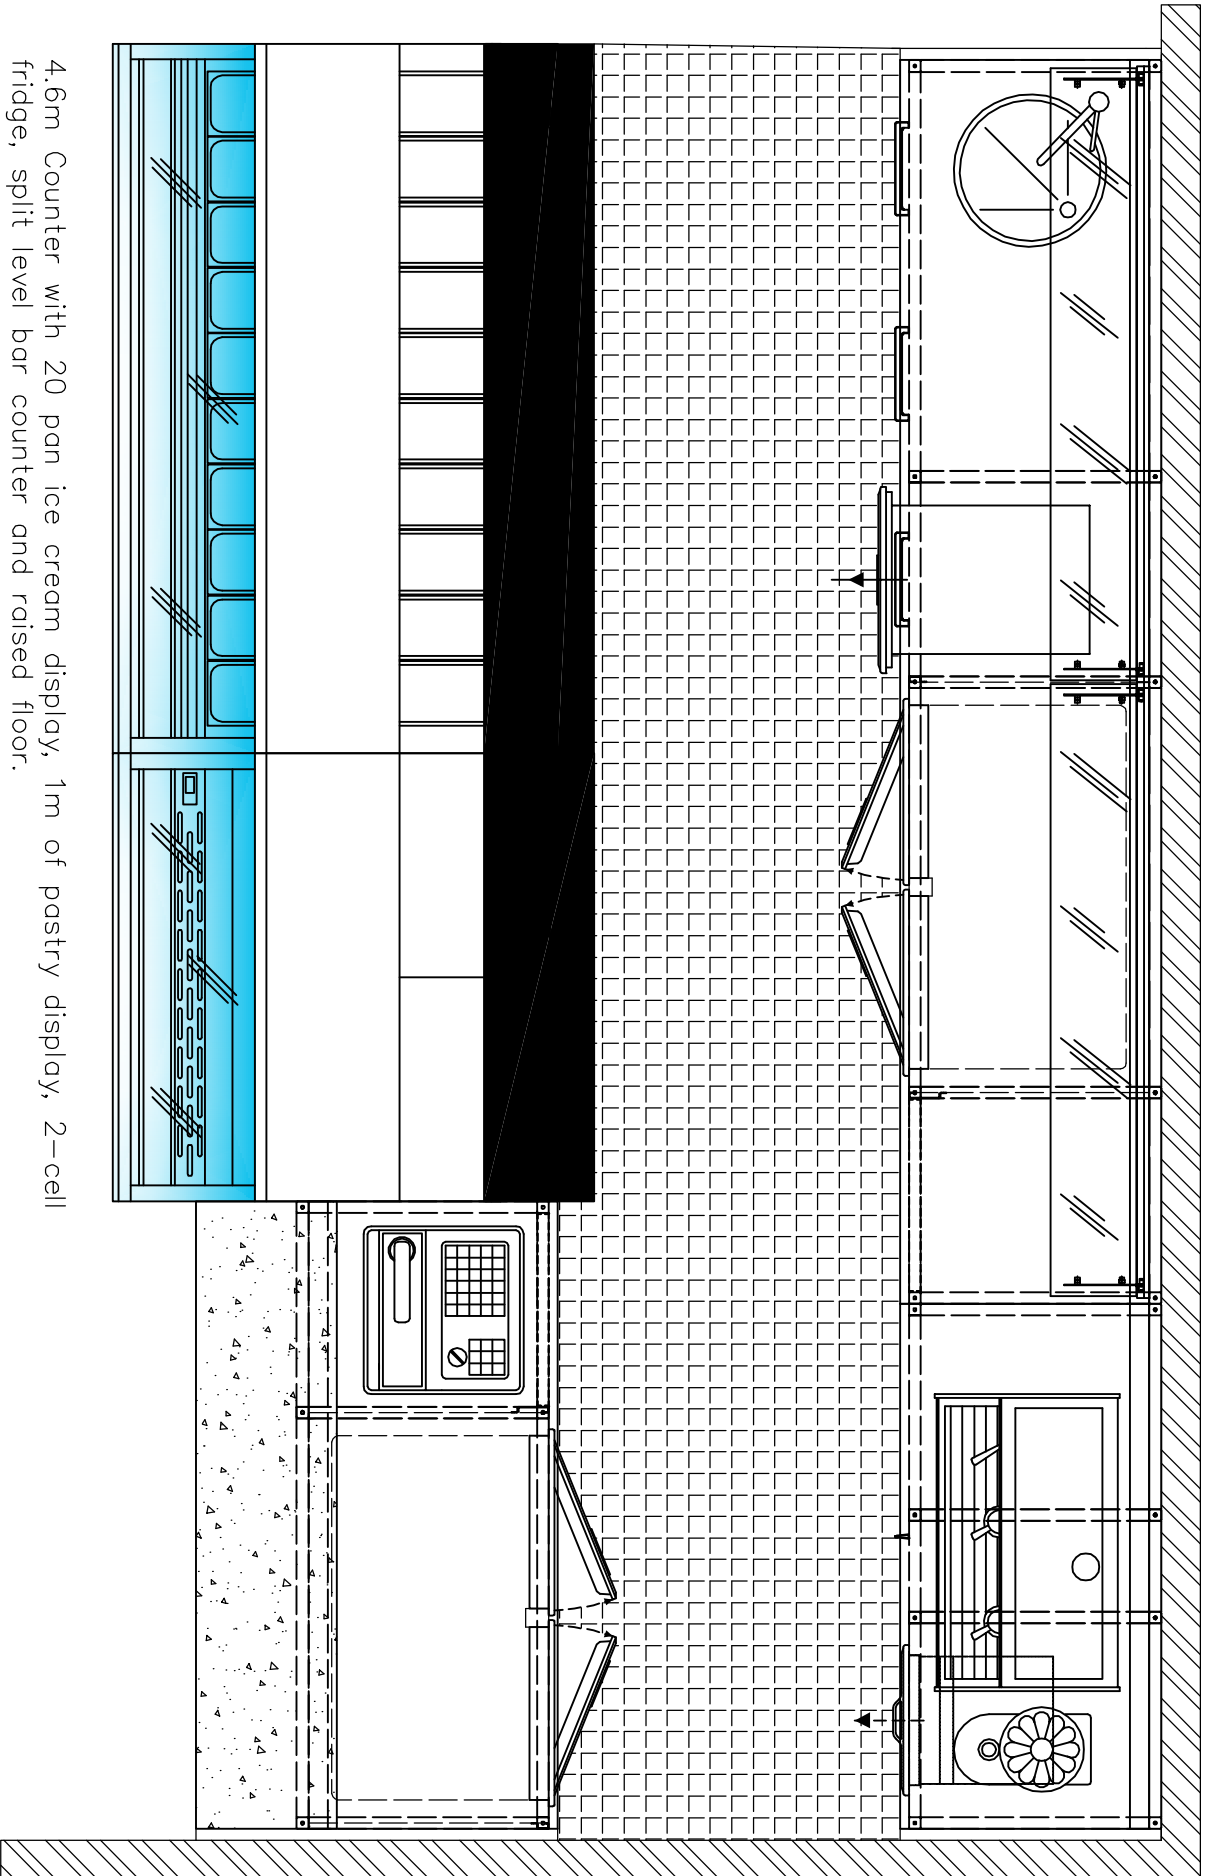 4.6m Counter with 20 pan ice cream display, 1m of pastry display, 2-cell
fridge, split level bar counter and raised floor.